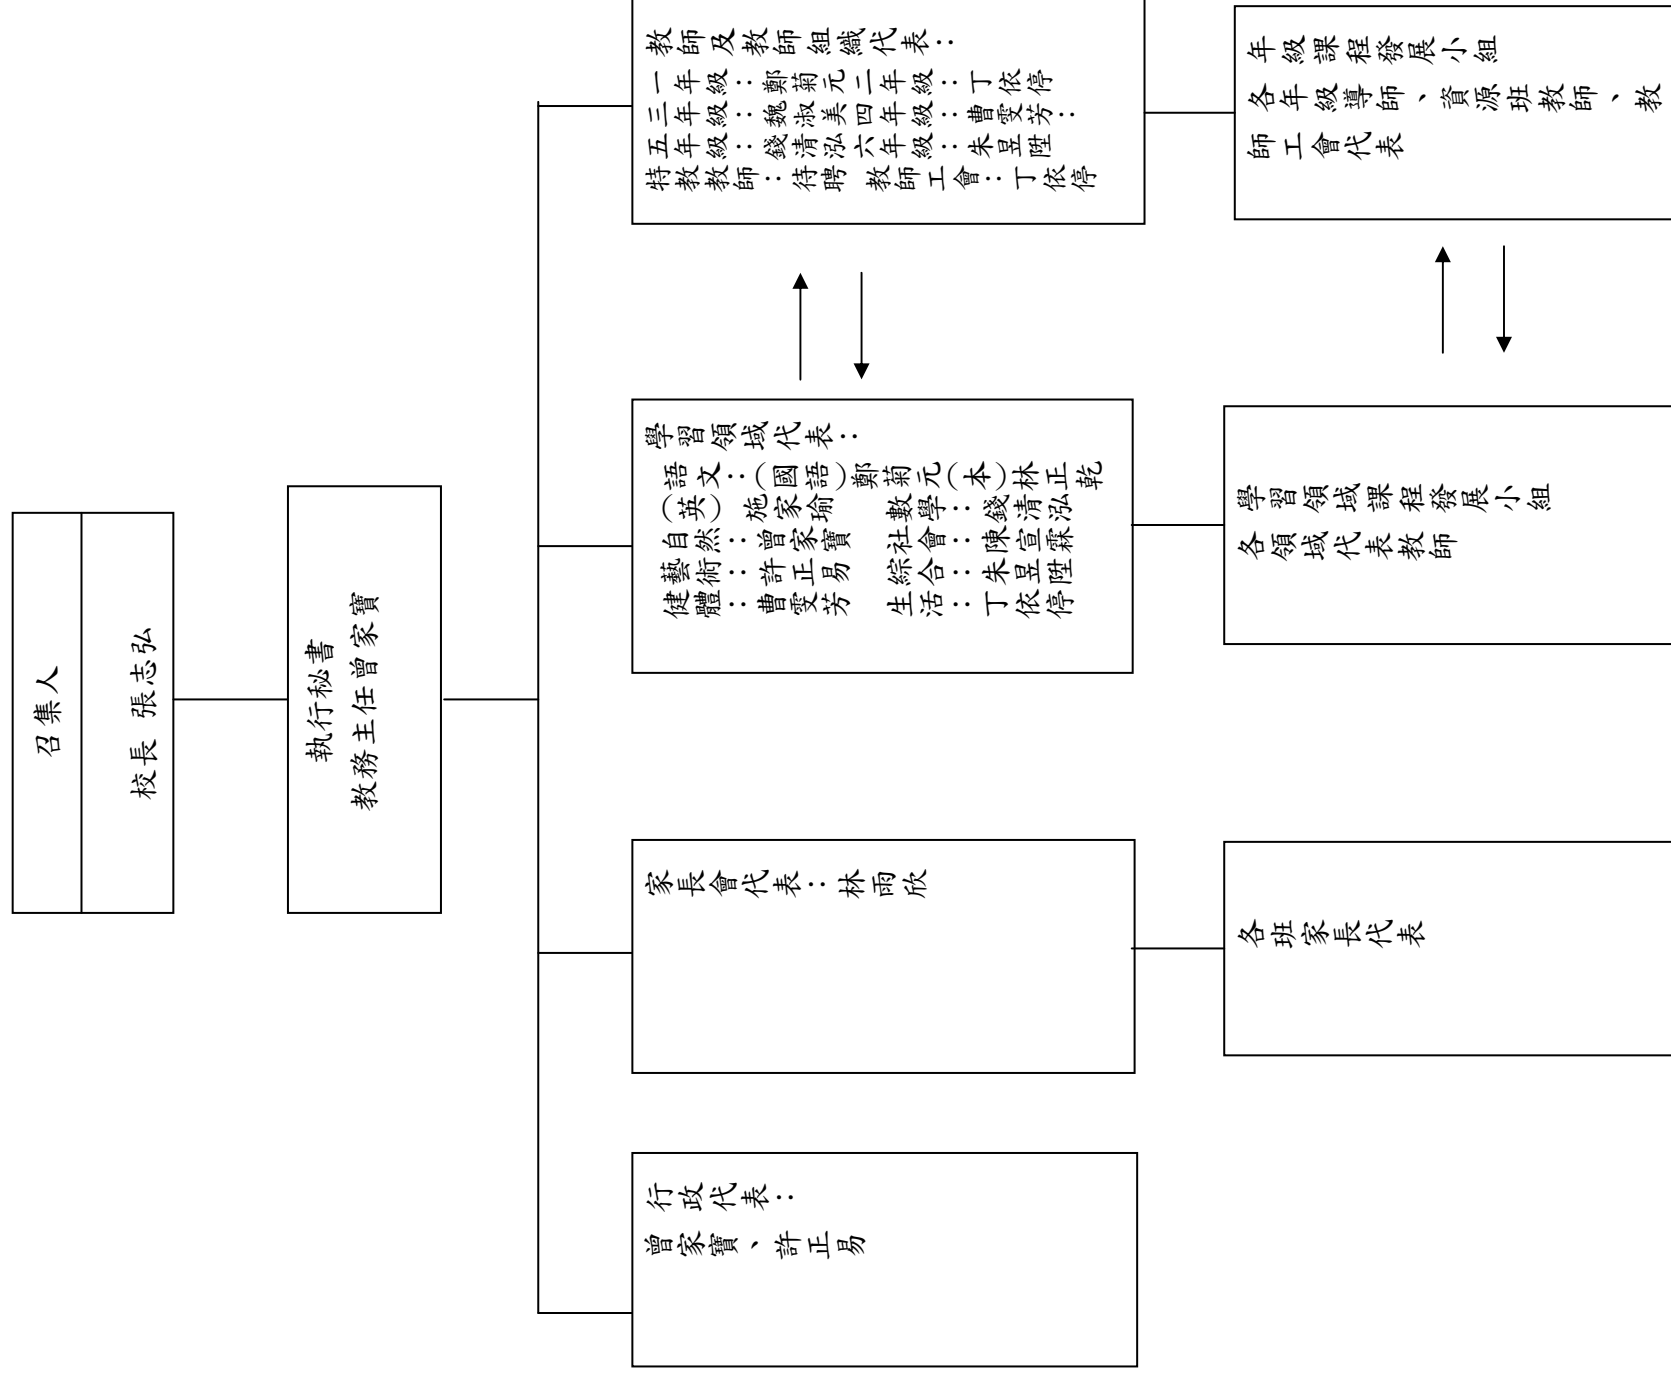 召集人
校長 張志弘
執行秘書
教務主任曾家寶
行政代表：
曾家寶、許正易
家長會代表：林雨欣
學習領域代表：
語文：（國語）鄭菊元（本）林正乾
（英）施家瑜 數學：錢清泓
自然：曾家寶 社會：陳宣霖
藝術：許正易 綜合：朱昱陞
健體：曹雯芳 生活：丁依停
教師及教師組織代表：
一年級：鄭菊元二年級：丁依停
三年級：魏淑美四年級：曹雯芳：
五年級：錢清泓六年級：朱昱陞
特教教師：待聘 教師工會：丁依停
各班家長代表
學習領域課程發展小組
各領域代表教師
年級課程發展小組
各年級導師、資源班教師、教
師工會代表